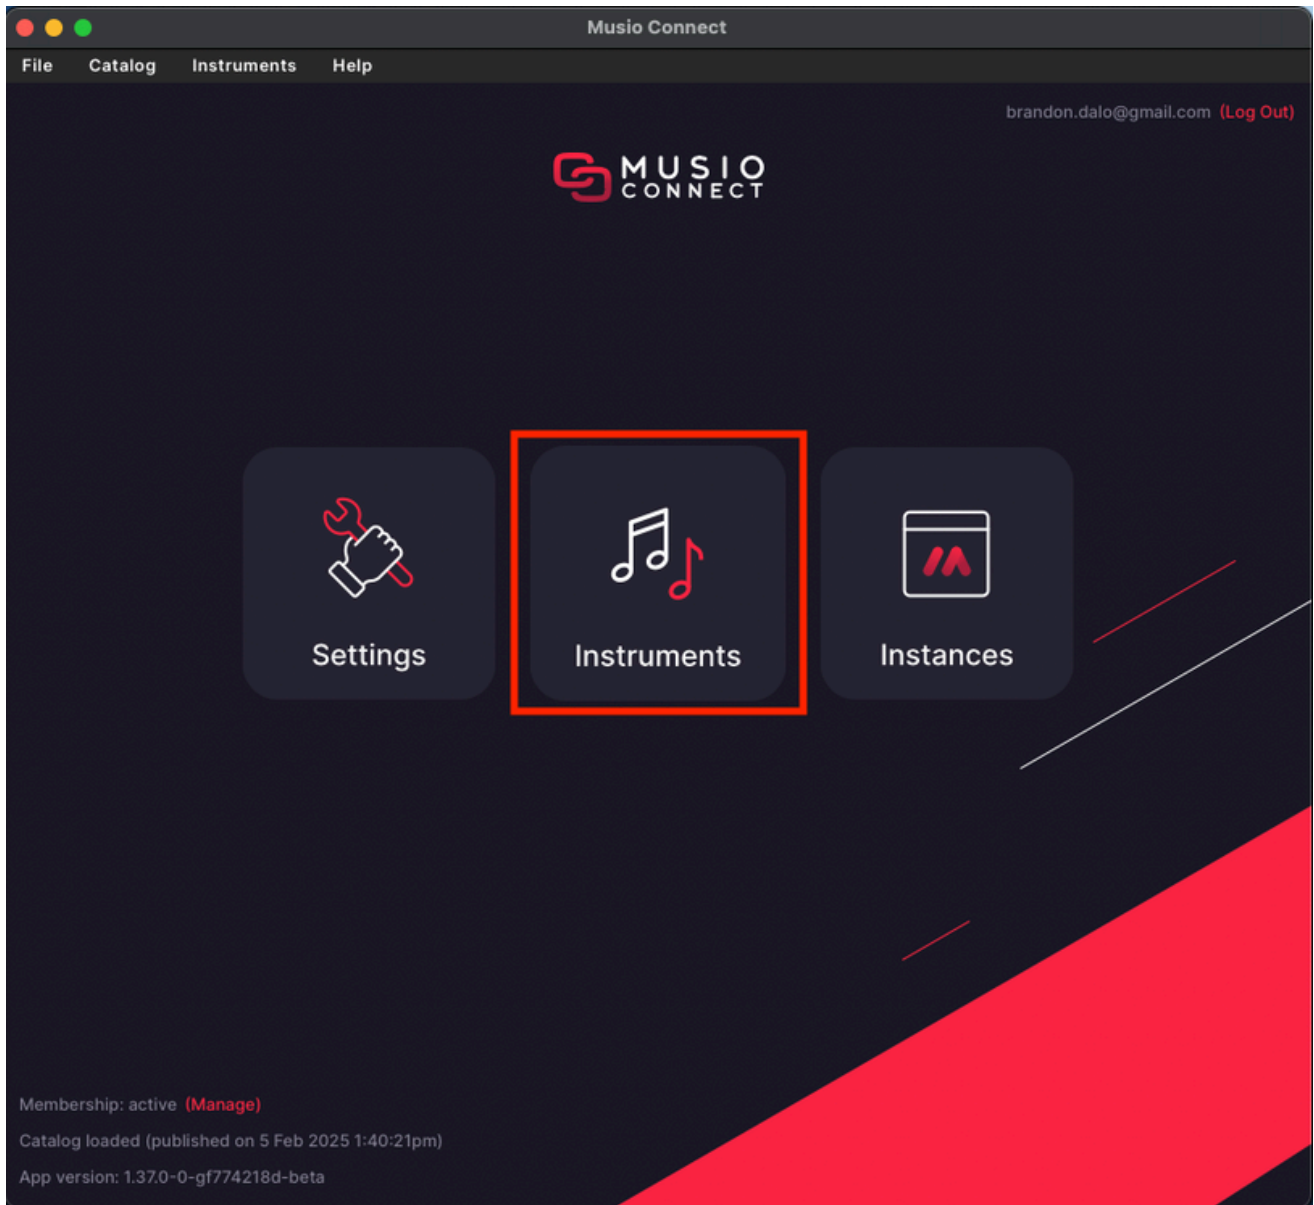 Musio Connect
File Catalog Instruments Help
brandon.dalo@gmail.com (Log Out)
MUSIO
CONNECT
Settings Instruments Instances
Membership: active (Manage)
Catalog loaded (published on 5 Feb 2025 1:40:21pm)
App version: 1.37.0-0-gf774218d-beta